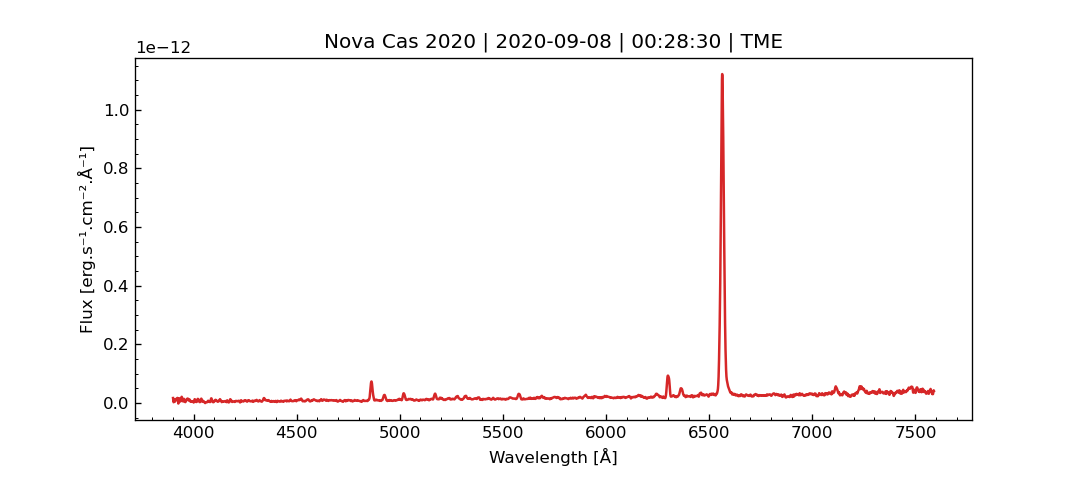 Nova Cas 2020 | 2020-09-08 | 00:28:30 | TME
1e−12
1.0
0.8
0.6
0.4
0.2
0.0
Flux [erg.s⁻¹.cm⁻².Å⁻¹]
4000 4500 5000 5500 6000 6500 7000 7500
Wavelength [Å]